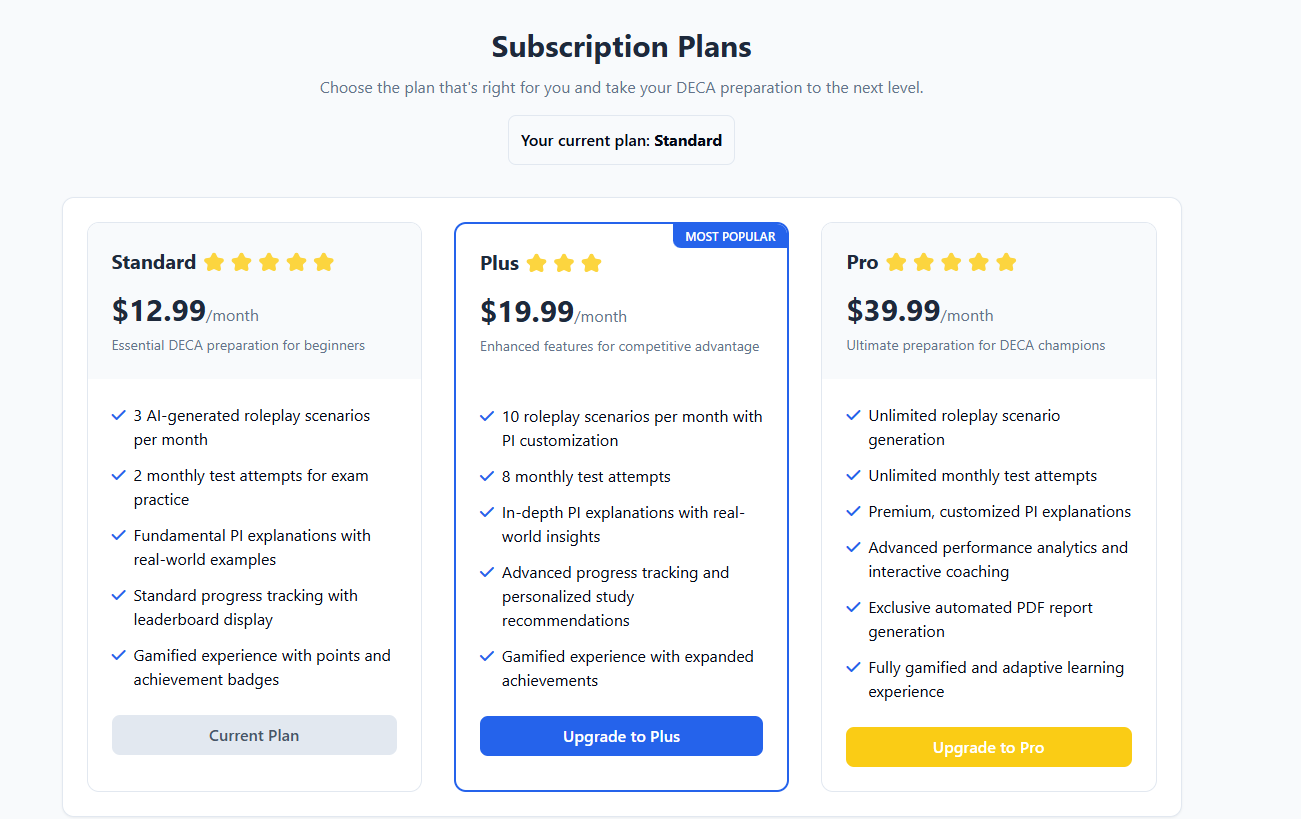 Subscription Plans
Choose the plan that's right for you and take your DECA preparation to the next level.
Your current plan: Standard
Standard
$12.99/month
Essential DECA preparation for beginners
3 AI-generated roleplay scenarios
per month
2 monthly test attempts for exam
practice
Fundamental PI explanations with
real-world examples
Standard progress tracking with
leaderboard display
Gamified experience with points and
achievement badges
Current Plan
MOST POPULAR
Plus
$19.99/month
Enhanced features for competitive advantage
10 roleplay scenarios per month with
PI customization
8 monthly test attempts
In-depth PI explanations with real-
world insights
Advanced progress tracking and
personalized study
recommendations
Gamified experience with expanded
achievements
Upgrade to Plus
Pro
$39.99/month
Ultimate preparation for DECA champions
Unlimited roleplay scenario
generation
Unlimited monthly test attempts
Premium, customized PI explanations
Advanced performance analytics and
interactive coaching
Exclusive automated PDF report
generation
Fully gamified and adaptive learning
experience
Upgrade to Pro